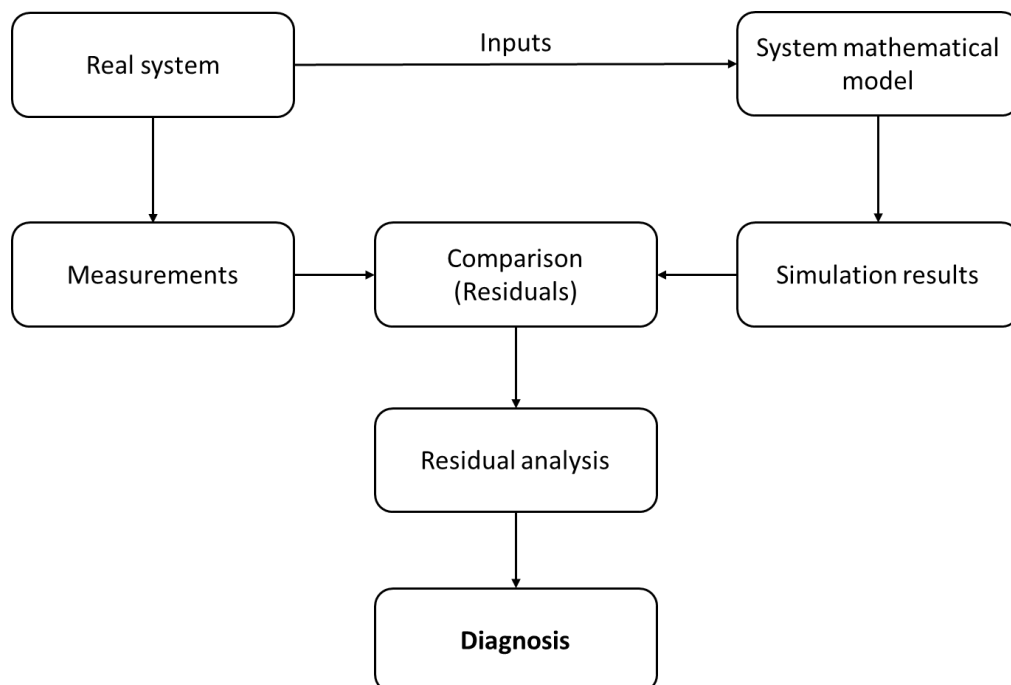 Real system
Inputs
System mathematical
model
Measurements
Comparison
(Residuals)
Simulation results
Residual analysis
Diagnosis